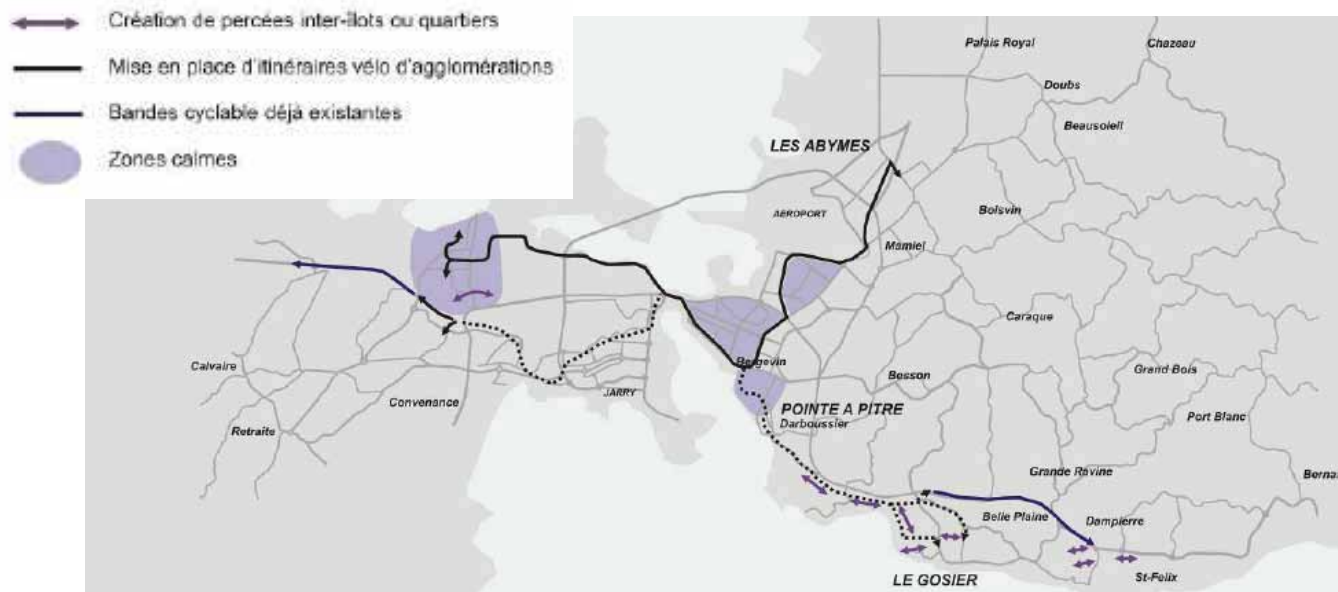 Création de percées inter-îlots ou quartiers
Mise en place d'itinéraires vélo d'agglomérations
Bandes cyclable déjà existantes
Zones calmes
Palais Royal
Chazeau
Doubs
Beausoleil
LES ABYMES
AEROPORT
Boisvin
Mamiel
Caraque
Calvaire
Bergevin
Besson
Grand Bois
JARRY
Convenance
POINTE A PITRE
Darboussier
Port Blanc
Retraite
Grande Ravine
Bernar
Belle Plaine
Dampierre
LE GOSIER
St-Felix